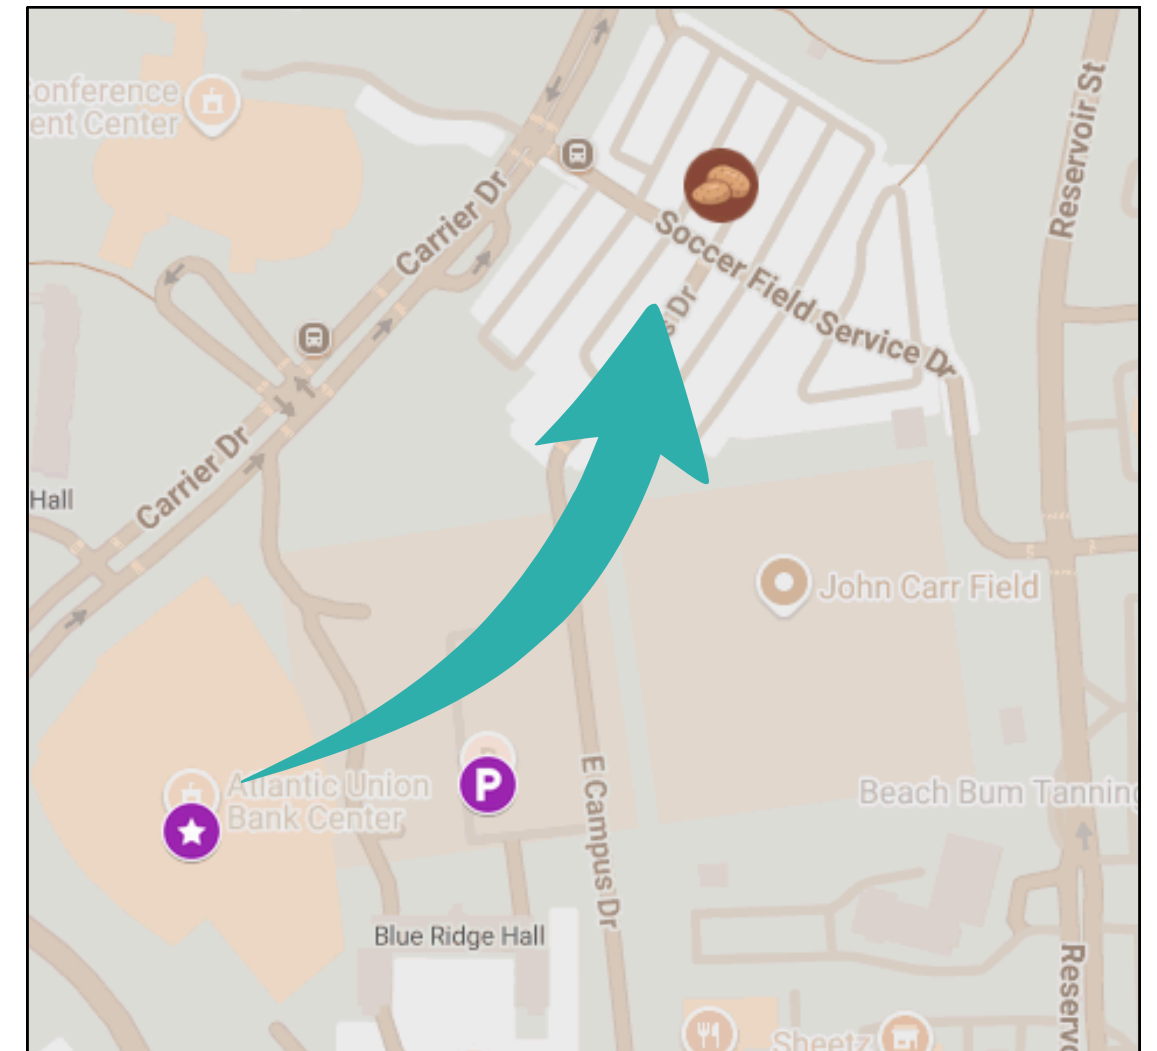 onference
ent Center
Carrier Dr
Soccer Field Service Dr
s Dr
Reservoir St
Carrier Dr
Hall
John Carr Field
Atlantic Union
Bank Center
P
E Campus Dr
Beach Bum Tanning
Blue Ridge Hall
Reservo
Sheetz